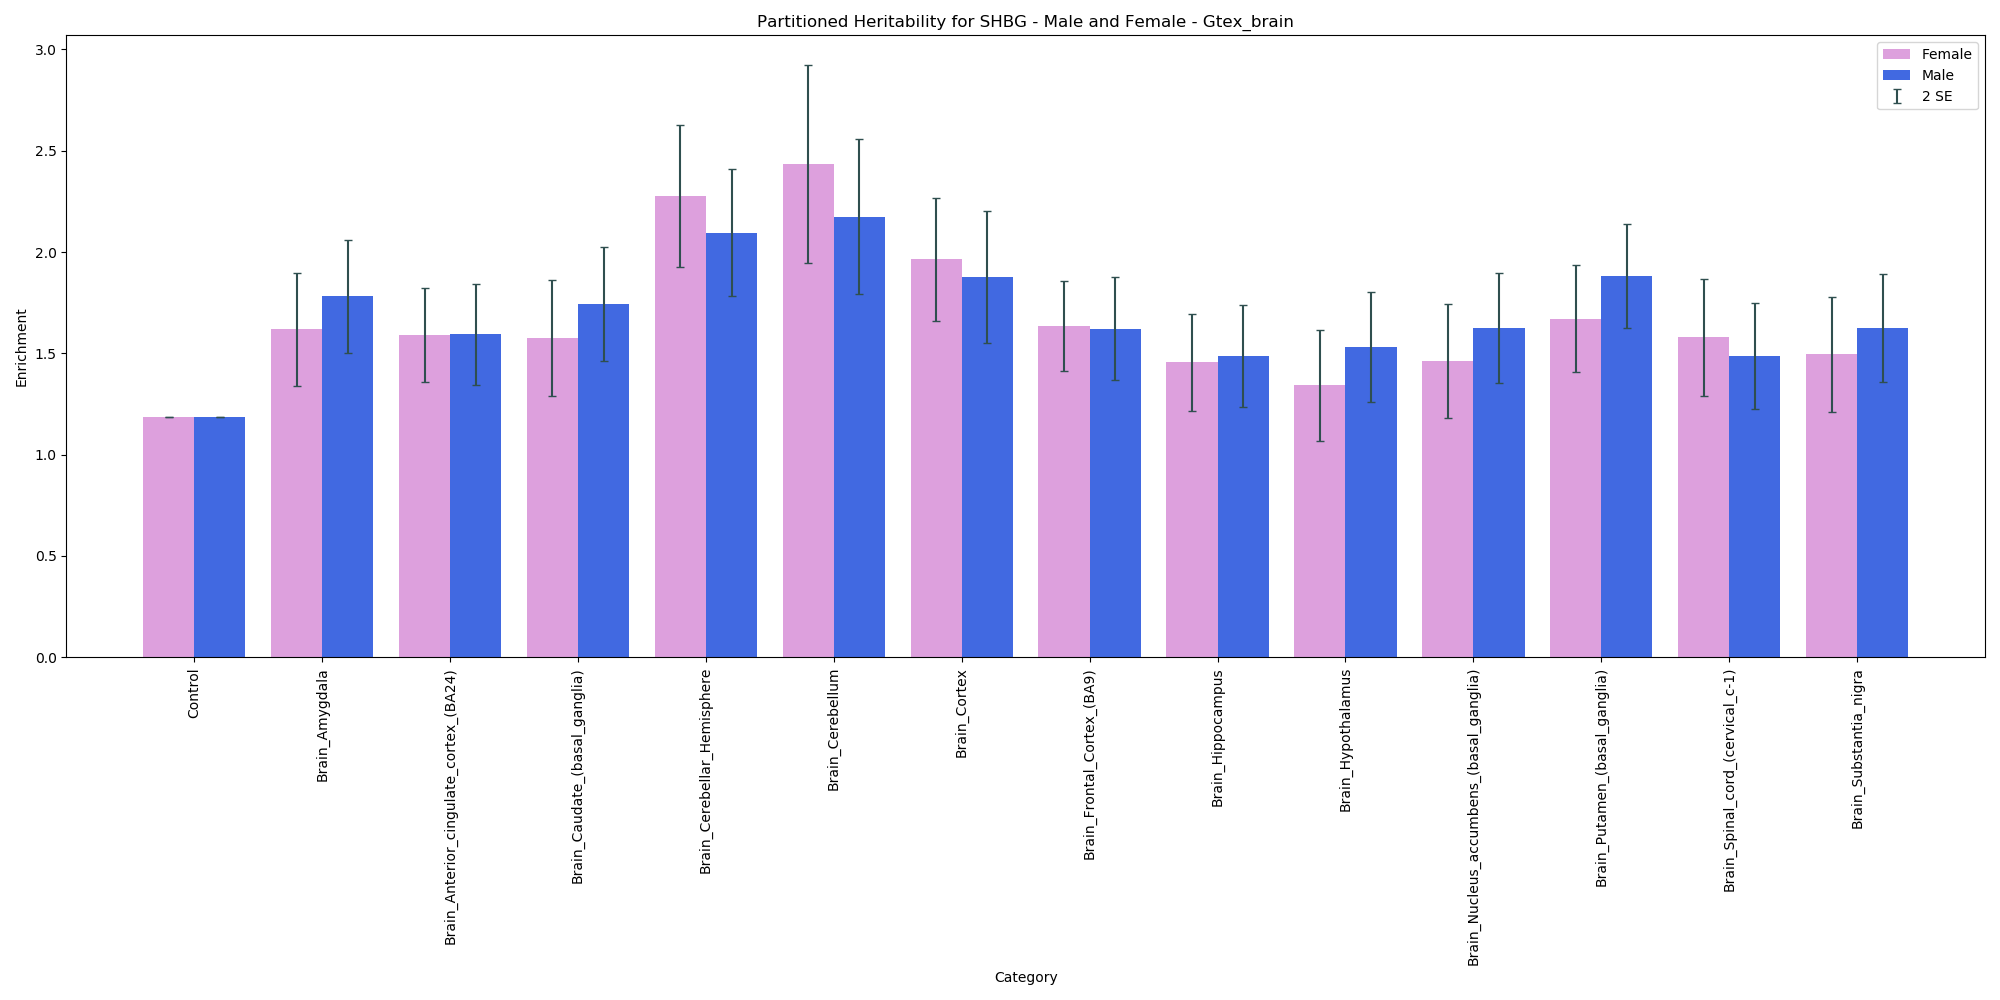 Partitioned Heritability for SHBG - Male and Female - Gtex_brain
Female
Male
2 SE
Enrichment
3.0
2.5
2.0
1.5
1.0
0.5
0.0
Control
Brain_Amygdala
Brain_Anterior_cingulate_cortex_(BA24)
Brain_Caudate_(basal_ganglia)
Brain_Cerebellar_Hemisphere
Brain_Cerebellum
Brain_Cortex
Brain_Frontal_Cortex_(BA9)
Brain_Hippocampus
Brain_Hypothalamus
Brain_Nucleus_accumbens_(basal_ganglia)
Brain_Putamen_(basal_ganglia)
Brain_Spinal_cord_(cervical_c-1)
Brain_Substantia_nigra
Category